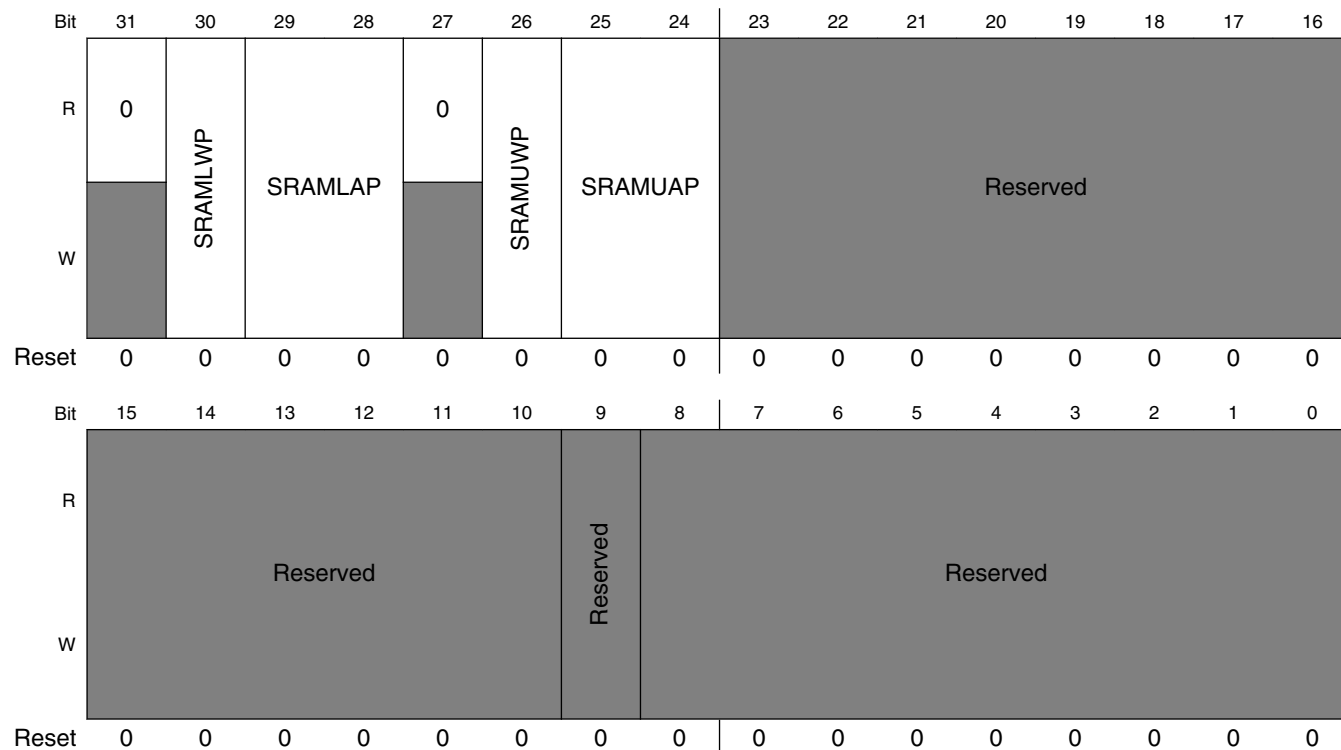 Bit 31 30 29 28 27 26 25 24 23 22 21 20 19 18 17 16
R 0 0
SRAMLWP SRAMLAP SRAMUWP SRAMUAP Reserved
W
Reset 0 0 0 0 0 0 0 0 0 0 0 0 0 0 0 0
Bit 15 14 13 12 11 10 9 8 7 6 5 4 3 2 1 0
R
Reserved Reserved Reserved
W
Reset 0 0 0 0 0 0 0 0 0 0 0 0 0 0 0 0